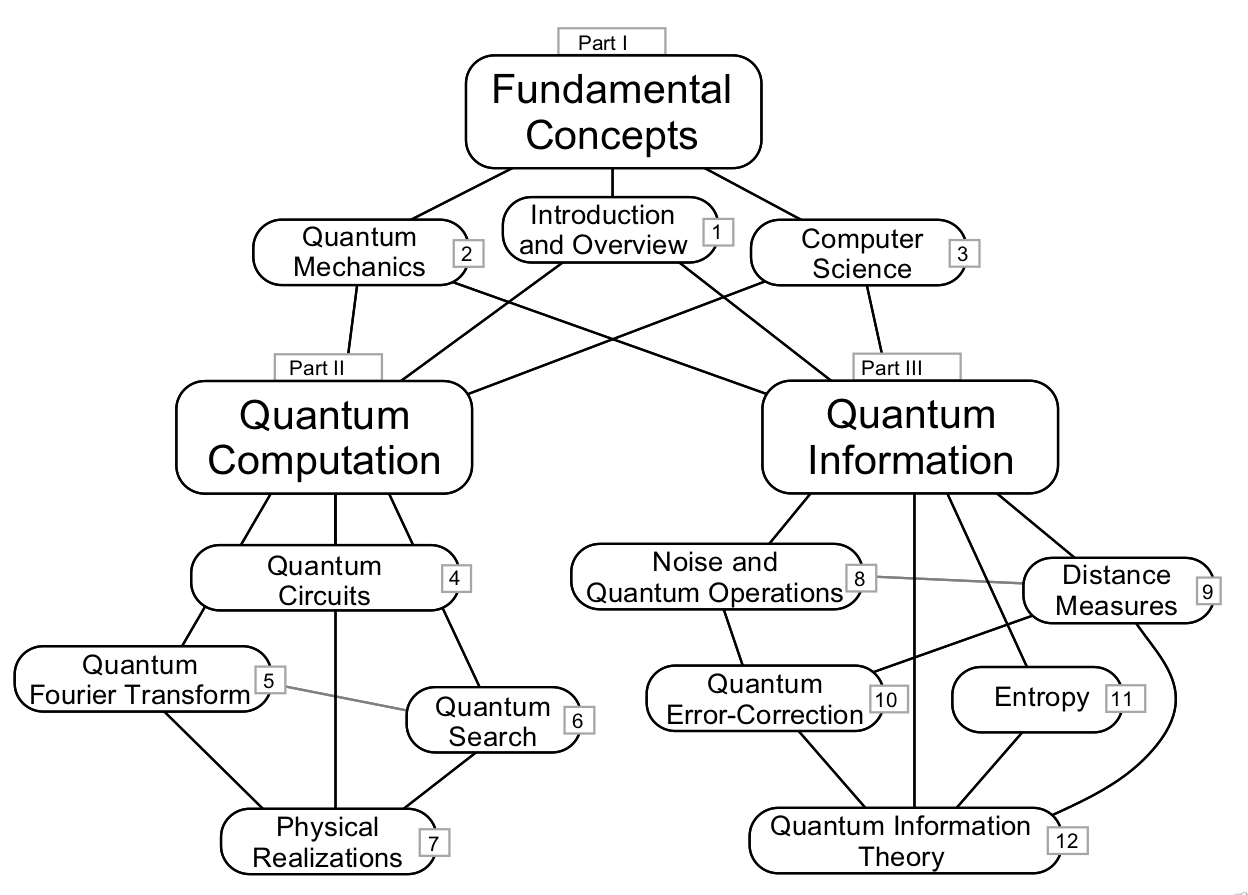 Part I
Fundamental
Concepts
Introduction
and Overview
1
Quantum
Mechanics
2
Computer
Science
3
Part II
Quantum
Computation
Part III
Quantum
Information
Quantum
Circuits
4
Noise and
Quantum Operations
8
Distance
Measures
9
Quantum
Fourier Transform
5
Quantum
Search
6
Quantum
Error-Correction
10
Entropy
11
Physical
Realizations
7
Quantum Information
Theory
12